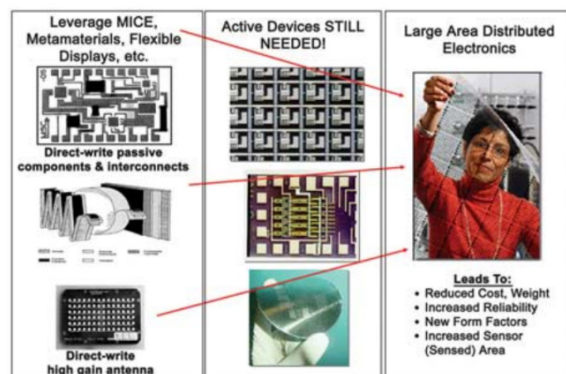 Leverage MICE,
Metamaterials, Flexible
Displays, etc.
Direct-write passive
components & interconnects
Direct-write
high gain antenna
Active Devices STILL
NEEDED!
Large Area Distributed
Electronics
Leads To:
• Reduced Cost, Weight
• Increased Reliability
• New Form Factors
• Increased Sensor
(Sensed) Area